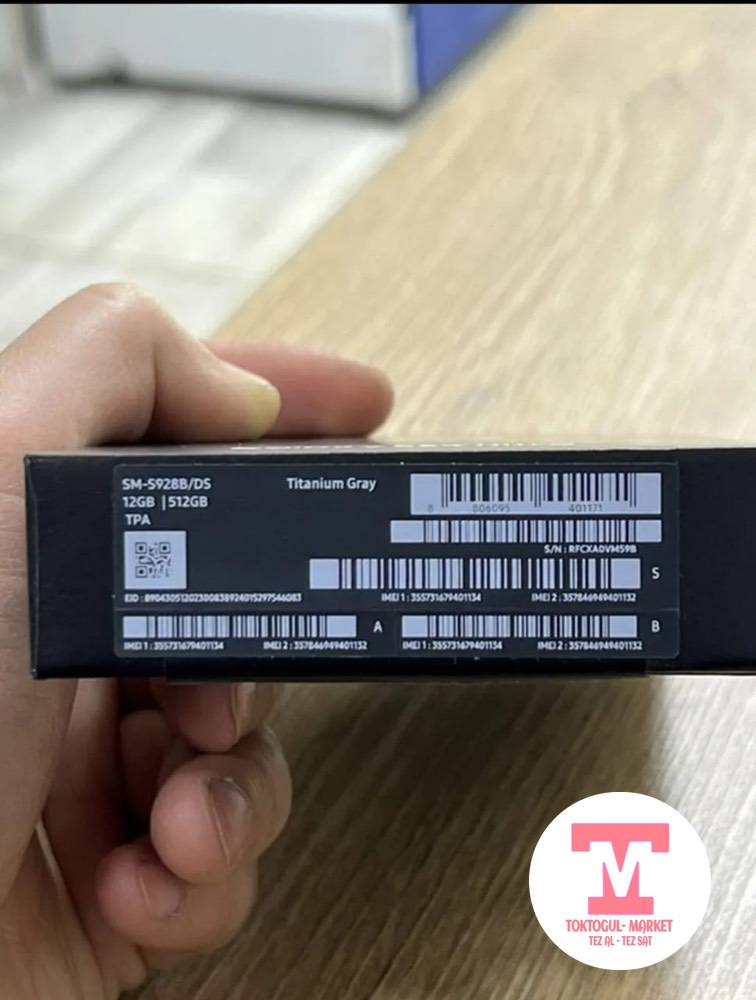 SM-S928B/DS
Titanium Gray
12GB | 512GB
TPA
8 806095 401171
S/N : RFCXA0VM59B
S
EID : 89043051202300838924015297546083
IMEI 1 : 355731679401134
IMEI 2 : 357846949401132
A
B
IMEI 1 : 355731679401134
IMEI 2 : 357846949401132
IMEI 1 : 355731679401134
IMEI 2 : 357846949401132
TM
TOKTOGUL- MARKET
TEZ AL - TEZ SAT